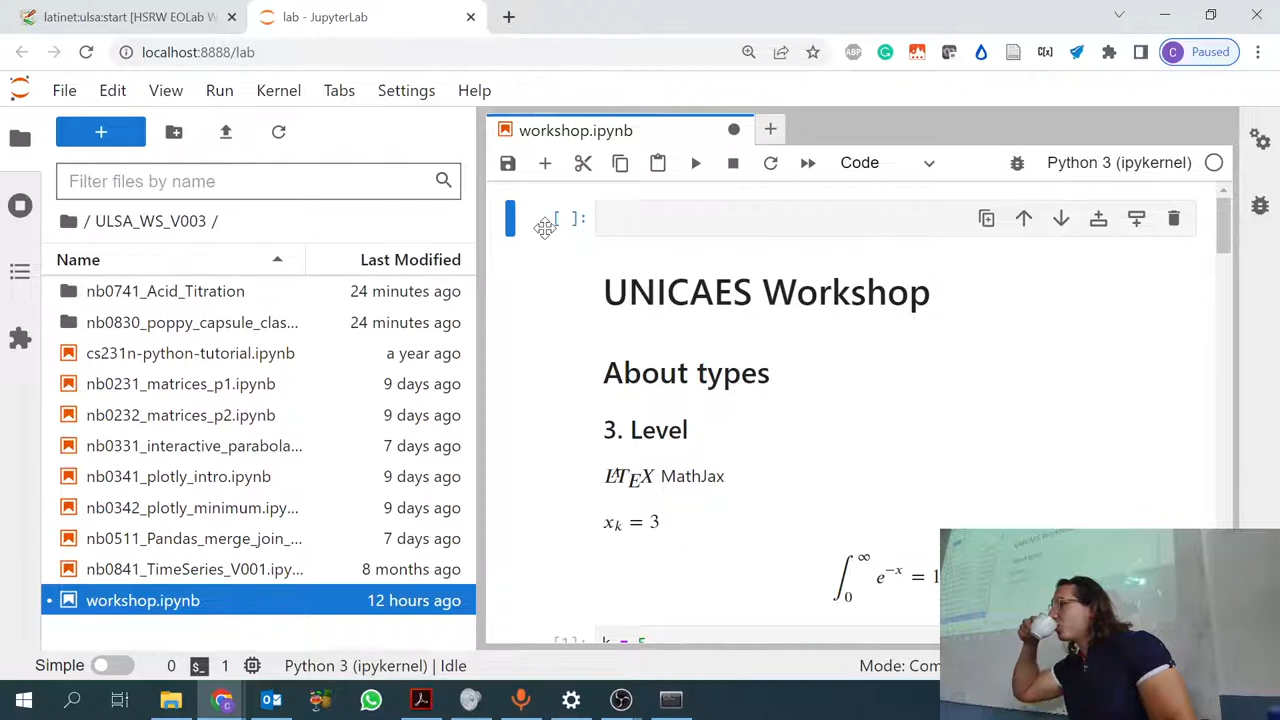 latinet:ulsa:start [HSRW EOLab W
lab - JupyterLab
localhost:8888/lab
ABP
C[x]
C
Paused
File Edit View Run Kernel Tabs Settings Help
workshop.ipynb
Code
Python 3 (ipykernel)
Filter files by name
/ ULSA_WS_V003 /
Name Last Modified
nb0741_Acid_Titration 24 minutes ago
nb0830_poppy_capsule_clas... 24 minutes ago
cs231n-python-tutorial.ipynb a year ago
nb0231_matrices_p1.ipynb 9 days ago
nb0232_matrices_p2.ipynb 9 days ago
nb0331_interactive_parabola... 7 days ago
nb0341_plotly_intro.ipynb 9 days ago
nb0342_plotly_minimum.ipy... 9 days ago
nb0511_Pandas_merge_join_... 7 days ago
nb0841_TimeSeries_V001.ipy... 8 months ago
workshop.ipynb 12 hours ago
[ ]:
UNICAES Workshop
About types
3. Level
LATEX MathJax
xk = 3
∫0∞ e−x = 1
[1]: k = 5
Simple 0 1 Python 3 (ipykernel) | Idle
Mode: Com